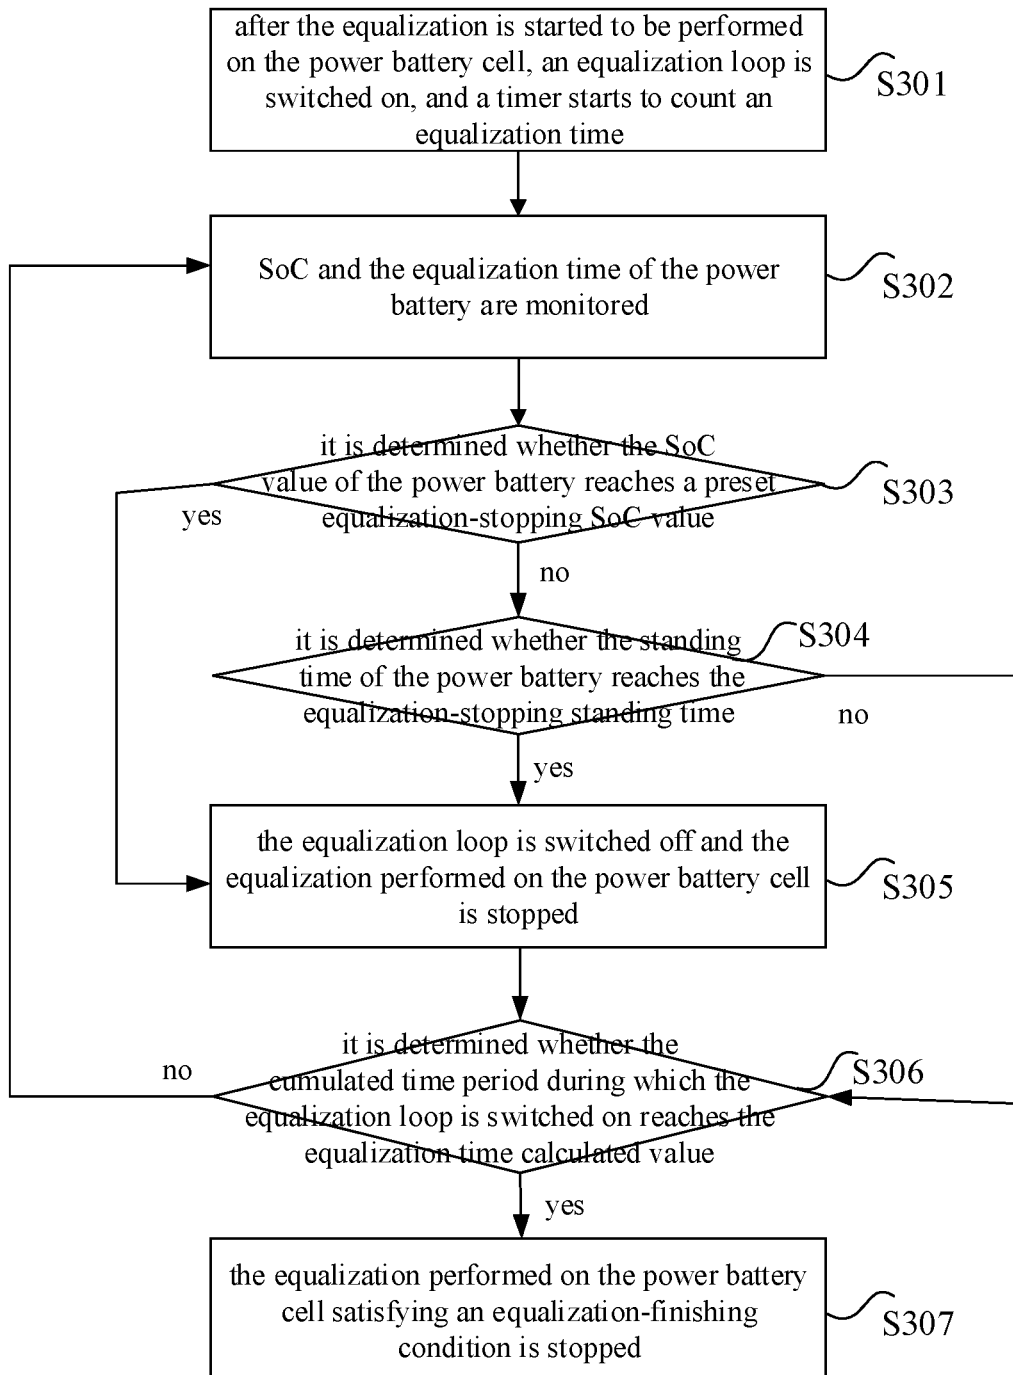 after the equalization is started to be performed
on the power battery cell, an equalization loop is
switched on, and a timer starts to count an
equalization time
S301
SoC and the equalization time of the power
battery are monitored
S302
it is determined whether the SoC
value of the power battery reaches a preset
equalization-stopping SoC value
S303
yes
no
it is determined whether the standing
time of the power battery reaches the
equalization-stopping standing time
S304
no
yes
the equalization loop is switched off and the
equalization performed on the power battery cell
is stopped
S305
it is determined whether the
cumulated time period during which the
equalization loop is switched on reaches the
equalization time calculated value
S306
no
yes
the equalization performed on the power battery
cell satisfying an equalization-finishing
condition is stopped
S307